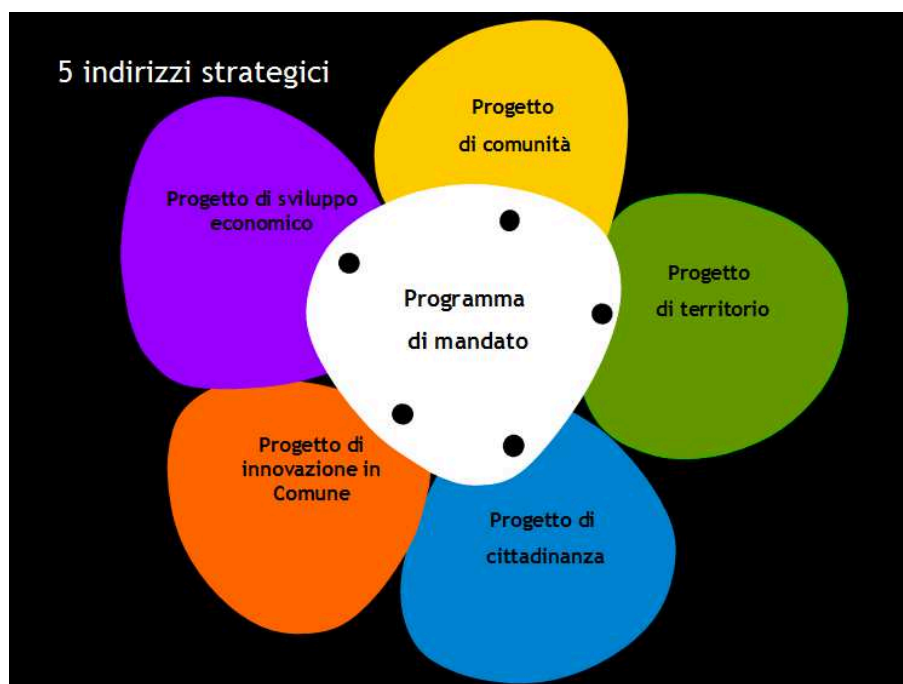 5 indirizzi strategici
Progetto
di comunità
Progetto di sviluppo
economico
Progetto
di territorio
Programma
di mandato
Progetto di
innovazione in
Comune
Progetto di
cittadinanza